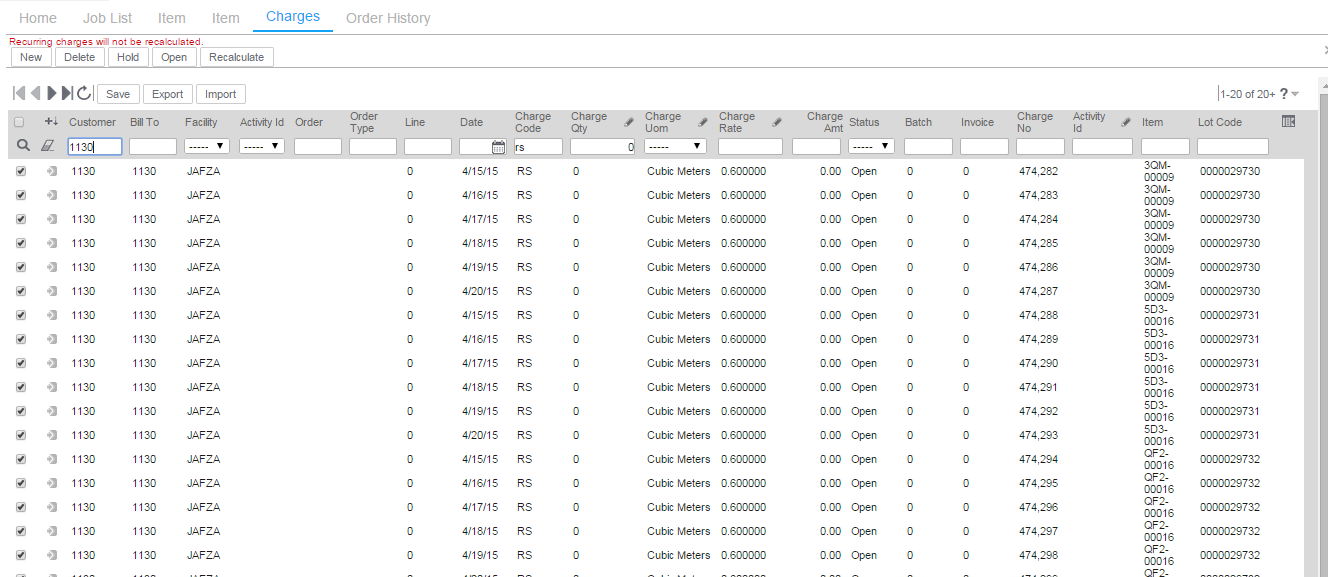 Home Job List Item Item Charges Order History
Recurring charges will not be recalculated.
New Delete Hold Open Recalculate
Save Export Import 1-20 of 20+ ?
Customer Bill To Facility Activity Id Order Order Type Line Date Charge Code Charge Qty Charge Uom Charge Rate Charge Amt Status Batch Invoice Charge No Activity Id Item Lot Code
1130 ----- ----- rs 0 ----- -----
1130 1130 JAFZA 0 4/15/15 RS 0 Cubic Meters 0.600000 0.00 Open 0 0 474,282 3QM-00009 0000029730
1130 1130 JAFZA 0 4/16/15 RS 0 Cubic Meters 0.600000 0.00 Open 0 0 474,283 3QM-00009 0000029730
1130 1130 JAFZA 0 4/17/15 RS 0 Cubic Meters 0.600000 0.00 Open 0 0 474,284 3QM-00009 0000029730
1130 1130 JAFZA 0 4/18/15 RS 0 Cubic Meters 0.600000 0.00 Open 0 0 474,285 3QM-00009 0000029730
1130 1130 JAFZA 0 4/19/15 RS 0 Cubic Meters 0.600000 0.00 Open 0 0 474,286 3QM-00009 0000029730
1130 1130 JAFZA 0 4/20/15 RS 0 Cubic Meters 0.600000 0.00 Open 0 0 474,287 3QM-00009 0000029730
1130 1130 JAFZA 0 4/15/15 RS 0 Cubic Meters 0.600000 0.00 Open 0 0 474,288 5D3-00016 0000029731
1130 1130 JAFZA 0 4/16/15 RS 0 Cubic Meters 0.600000 0.00 Open 0 0 474,289 5D3-00016 0000029731
1130 1130 JAFZA 0 4/17/15 RS 0 Cubic Meters 0.600000 0.00 Open 0 0 474,290 5D3-00016 0000029731
1130 1130 JAFZA 0 4/18/15 RS 0 Cubic Meters 0.600000 0.00 Open 0 0 474,291 5D3-00016 0000029731
1130 1130 JAFZA 0 4/19/15 RS 0 Cubic Meters 0.600000 0.00 Open 0 0 474,292 5D3-00016 0000029731
1130 1130 JAFZA 0 4/20/15 RS 0 Cubic Meters 0.600000 0.00 Open 0 0 474,293 5D3-00016 0000029731
1130 1130 JAFZA 0 4/15/15 RS 0 Cubic Meters 0.600000 0.00 Open 0 0 474,294 QF2-00016 0000029732
1130 1130 JAFZA 0 4/16/15 RS 0 Cubic Meters 0.600000 0.00 Open 0 0 474,295 QF2-00016 0000029732
1130 1130 JAFZA 0 4/17/15 RS 0 Cubic Meters 0.600000 0.00 Open 0 0 474,296 QF2-00016 0000029732
1130 1130 JAFZA 0 4/18/15 RS 0 Cubic Meters 0.600000 0.00 Open 0 0 474,297 QF2-00016 0000029732
1130 1130 JAFZA 0 4/19/15 RS 0 Cubic Meters 0.600000 0.00 Open 0 0 474,298 QF2-00016 0000029732
QF2-